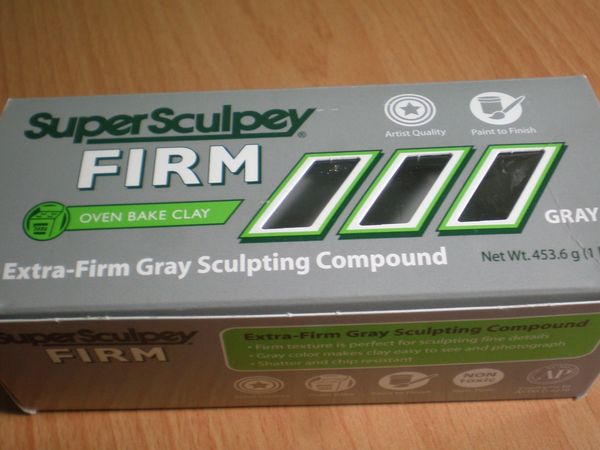 SuperSculpey®
FIRM
Artist Quality
Paint to Finish
OVEN BAKE CLAY
GRAY
Extra-Firm Gray Sculpting Compound
Net Wt. 453.6 g (1
SuperSculpey
FIRM
Extra-Firm Gray Sculpting Compound
• Firm texture is perfect for sculpting fine details
• Gray color makes clay easy to see and photograph
• Shatter and chip resistant
NON
toxic
AP